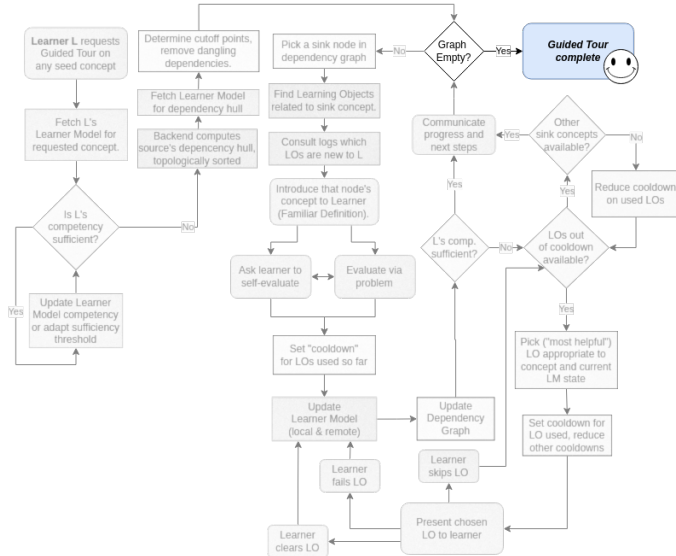 Learner L requests
Guided Tour on
any seed concept
Fetch L's
Learner Model for
requested concept.
Is L's
competency
sufficient?
Yes
No
Update Learner
Model competency
or adapt sufficiency
threshold
Determine cutoff points,
remove dangling
dependencies.
Fetch Learner Model
for dependency hull
Backend computes
source's depencency hull,
topologically sorted
Pick a sink node in
dependency graph
Find Learning Objects
related to sink concept.
Consult logs which
LOs are new to L
Introduce that node's
concept to Learner
(Familiar Definition).
Ask learner to
self-evaluate
Evaluate via
problem
Set "cooldown"
for LOs used so far
Update
Learner Model
(local & remote)
Learner
fails LO
Learner
clears LO
Graph
Empty?
No
Yes
Guided Tour
complete
Communicate
progress and
next steps
Yes
L's comp.
sufficient?
No
Update
Dependency
Graph
Learner
skips LO
Present chosen
LO to learner
Other
sink concepts
available?
Yes
No
Reduce cooldown
on used LOs
Yes
LOs out
of cooldown
available?
Yes
Pick ("most helpful")
LO appropriate to
concept and current
LM state
Set cooldown for
LO used, reduce
other cooldowns